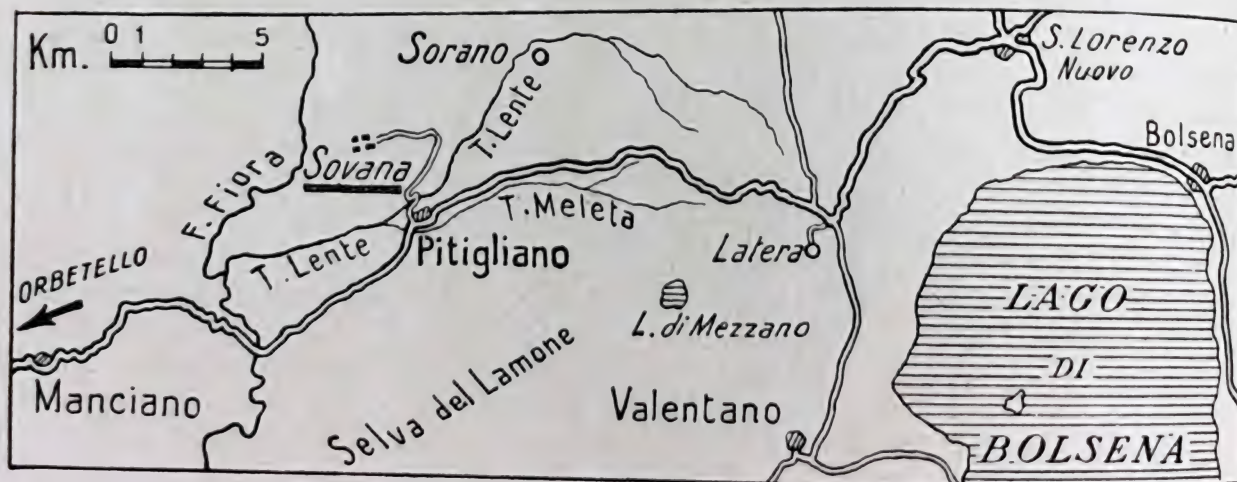 Km. 0 1 5
Sorano
S. Lorenzo
Nuovo
T. Lente
Bolsena
F. Fiora
Sovana
T. Meleta
T. Lente
Pitigliano
Latera
ORBETELLO
L. di Mezzano
LAGO
DI
BOLSENA
Manciano
Selva del Lamone
Valentano